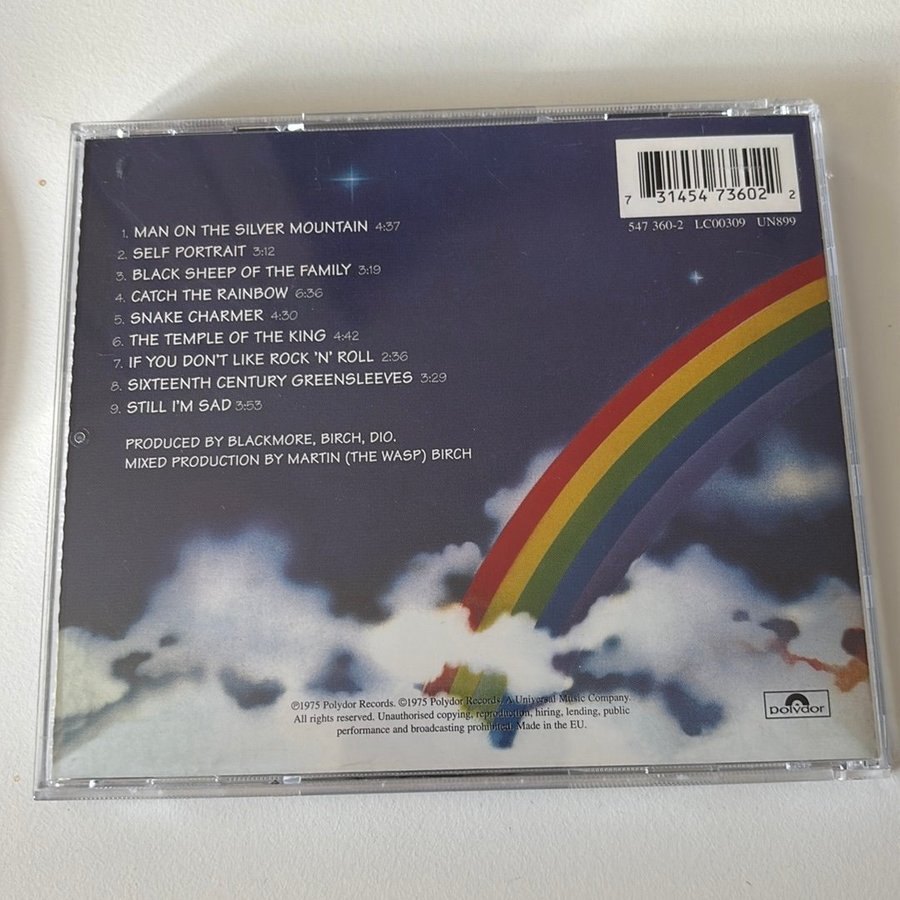 7 31454 73602 2
547 360-2 LC00309 UN899
1. MAN ON THE SILVER MOUNTAIN 4:37
2. SELF PORTRAIT 3:12
3. BLACK SHEEP OF THE FAMILY 3:19
4. CATCH THE RAINBOW 6:36
5. SNAKE CHARMER 4:30
6. THE TEMPLE OF THE KING 4:42
7. IF YOU DON'T LIKE ROCK 'N' ROLL 2:36
8. SIXTEENTH CENTURY GREENSLEEVES 3:29
9. STILL I'M SAD 3:53
PRODUCED BY BLACKMORE, BIRCH, DIO.
MIXED PRODUCTION BY MARTIN (THE WASP) BIRCH
℗1975 Polydor Records. ©1975 Polydor Records. A Universal Music Company.
All rights reserved. Unauthorised copying, reproduction, hiring, lending, public
performance and broadcasting prohibited. Made in the EU.
polydor